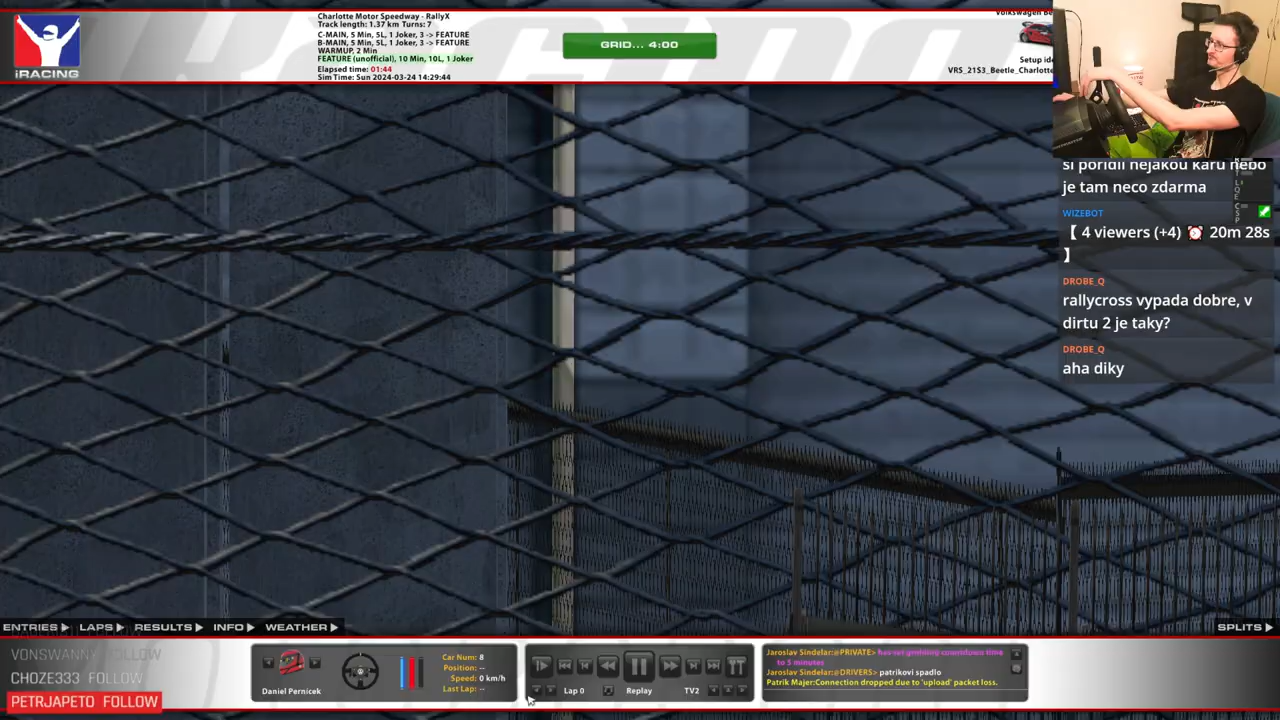 iRACING
Charlotte Motor Speedway - RallyX
Track length: 1.37 km Turns: 7
C-MAIN, 5 Min, 5L, 1 Joker, 3 -> FEATURE
B-MAIN, 5 Min, 5L, 1 Joker, 3 -> FEATURE
WARMUP, 2 Min
FEATURE (unofficial), 10 Min, 10L, 1 Joker
Elapsed time: 01:44
Sim Time: Sun 2024-03-24 14:29:44
GRID... 4:00
Volkswagen Be
Setup ide
VRS_21S3_Beetle_Charlotte
si poridil nejakou karu nebo
je tam neco zdarma
WIZEBOT
【 4 viewers (+4) ⏰ 20m 28s
】
DROBE_Q
rallycross vypada dobre, v
dirtu 2 je taky?
DROBE_Q
aha diky
ENTRIES LAPS RESULTS INFO WEATHER SPLITS
VONSWANNY FOLLOW
CHOZE333 FOLLOW
PETRJAPETO FOLLOW
Daniel Pernicek
Car Num: 8
Position: --
Speed: 0 km/h
Last Lap: --
Lap 0 Replay TV2
Jaroslav Sindelar:@PRIVATE> has set gridding countdown time
to 5 minutes
Jaroslav Sindelar:@DRIVERS> patrikovi spadlo
Patrik Majer:Connection dropped due to 'upload' packet loss.